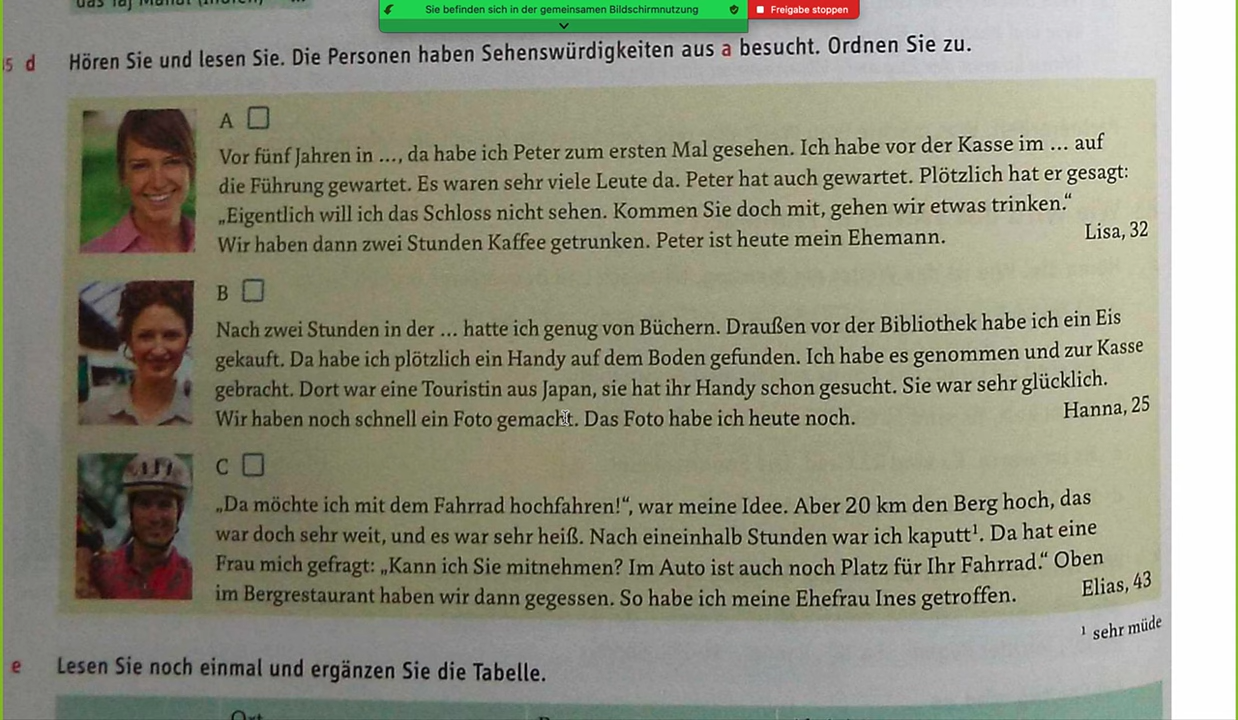 das Taj Mahal (Indien)
Sie befinden sich in der gemeinsamen Bildschirmnutzung
Freigabe stoppen
d Hören Sie und lesen Sie. Die Personen haben Sehenswürdigkeiten aus a besucht. Ordnen Sie zu.
A
Vor fünf Jahren in ..., da habe ich Peter zum ersten Mal gesehen. Ich habe vor der Kasse im ... auf
die Führung gewartet. Es waren sehr viele Leute da. Peter hat auch gewartet. Plötzlich hat er gesagt:
„Eigentlich will ich das Schloss nicht sehen. Kommen Sie doch mit, gehen wir etwas trinken.“
Wir haben dann zwei Stunden Kaffee getrunken. Peter ist heute mein Ehemann.
Lisa, 32
B
Nach zwei Stunden in der ... hatte ich genug von Büchern. Draußen vor der Bibliothek habe ich ein Eis
gekauft. Da habe ich plötzlich ein Handy auf dem Boden gefunden. Ich habe es genommen und zur Kasse
gebracht. Dort war eine Touristin aus Japan, sie hat ihr Handy schon gesucht. Sie war sehr glücklich.
Wir haben noch schnell ein Foto gemacht. Das Foto habe ich heute noch.
Hanna, 25
C
„Da möchte ich mit dem Fahrrad hochfahren!“, war meine Idee. Aber 20 km den Berg hoch, das
war doch sehr weit, und es war sehr heiß. Nach eineinhalb Stunden war ich kaputt¹. Da hat eine
Frau mich gefragt: „Kann ich Sie mitnehmen? Im Auto ist auch noch Platz für Ihr Fahrrad.“ Oben
im Bergrestaurant haben wir dann gegessen. So habe ich meine Ehefrau Ines getroffen.
Elias, 43
¹ sehr müde
e Lesen Sie noch einmal und ergänzen Sie die Tabelle.
Ort